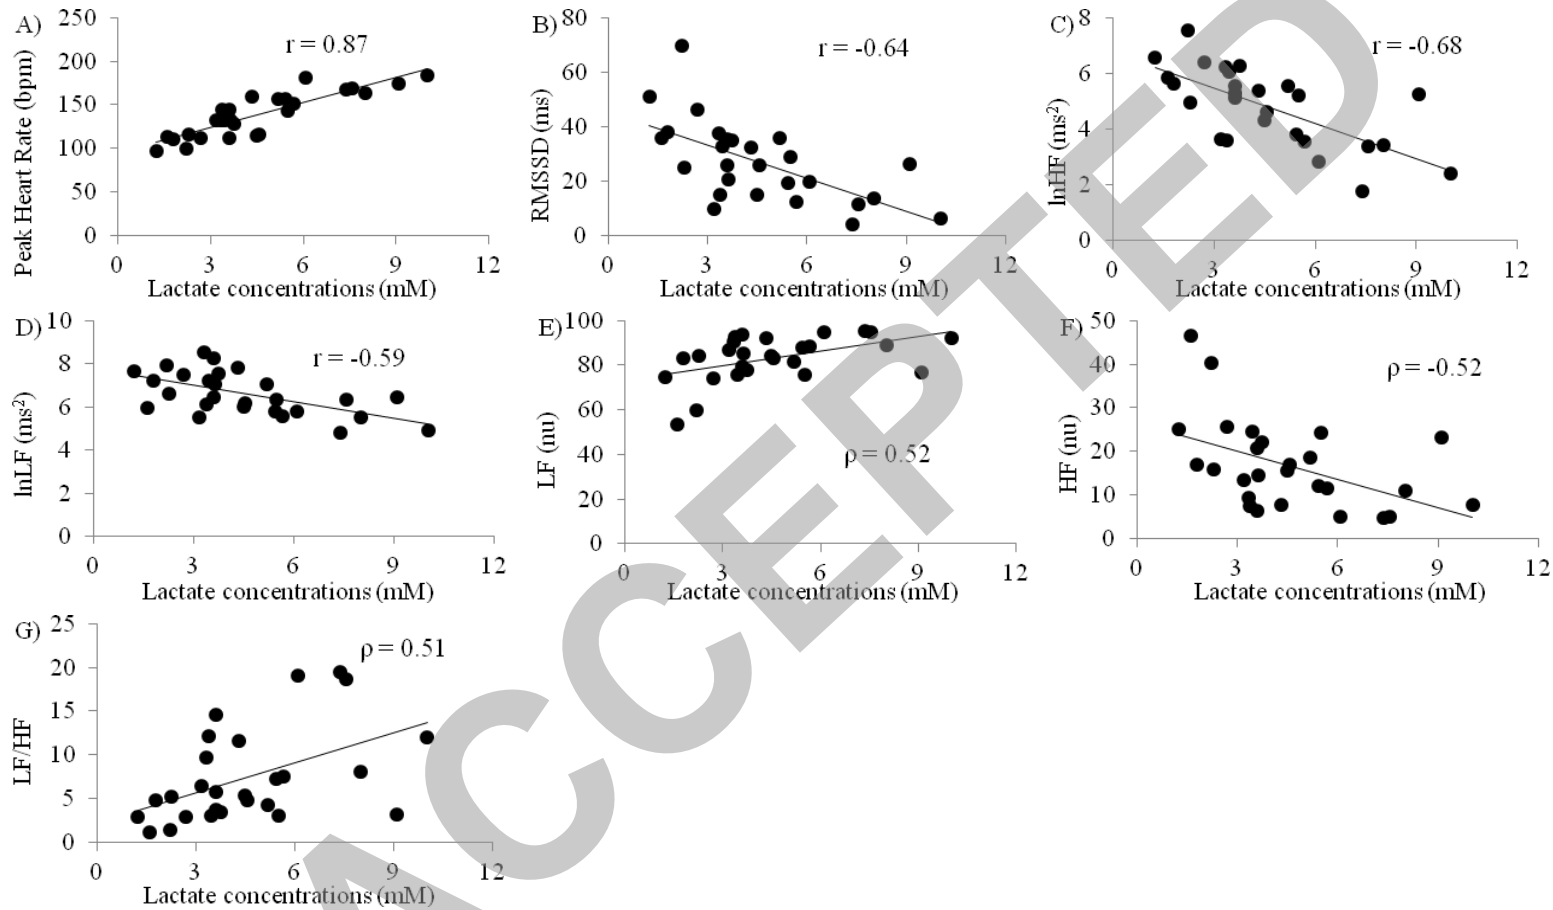 A)
r = 0.87
Peak Heart Rate (bpm)
250
200
150
100
50
0
0 3 6 9 12
Lactate concentrations (mM)
B)
r = -0.64
RMSSD (ns)
80
60
40
20
0
0 3 6 9 12
Lactate concentrations (mM)
C)
r = -0.68
lnHF (ms²)
8
6
4
2
0
0 3 6 9 12
Lactate concentrations (mM)
D)
r = -0.59
lnLF (ms²)
10
8
6
4
2
0
0 3 6 9 12
Lactate concentrations (mM)
E)
ρ = 0.52
LF (nu)
100
80
60
40
20
0
0 3 6 9 12
Lactate concentrations (mM)
F)
ρ = -0.52
HF (nu)
50
40
30
20
10
0
0 3 6 9 12
Lactate concentrations (mM)
G)
ρ = 0.51
LF/HF
25
20
15
10
5
0
0 3 6 9 12
Lactate concentrations (mM)
ACCEPTED